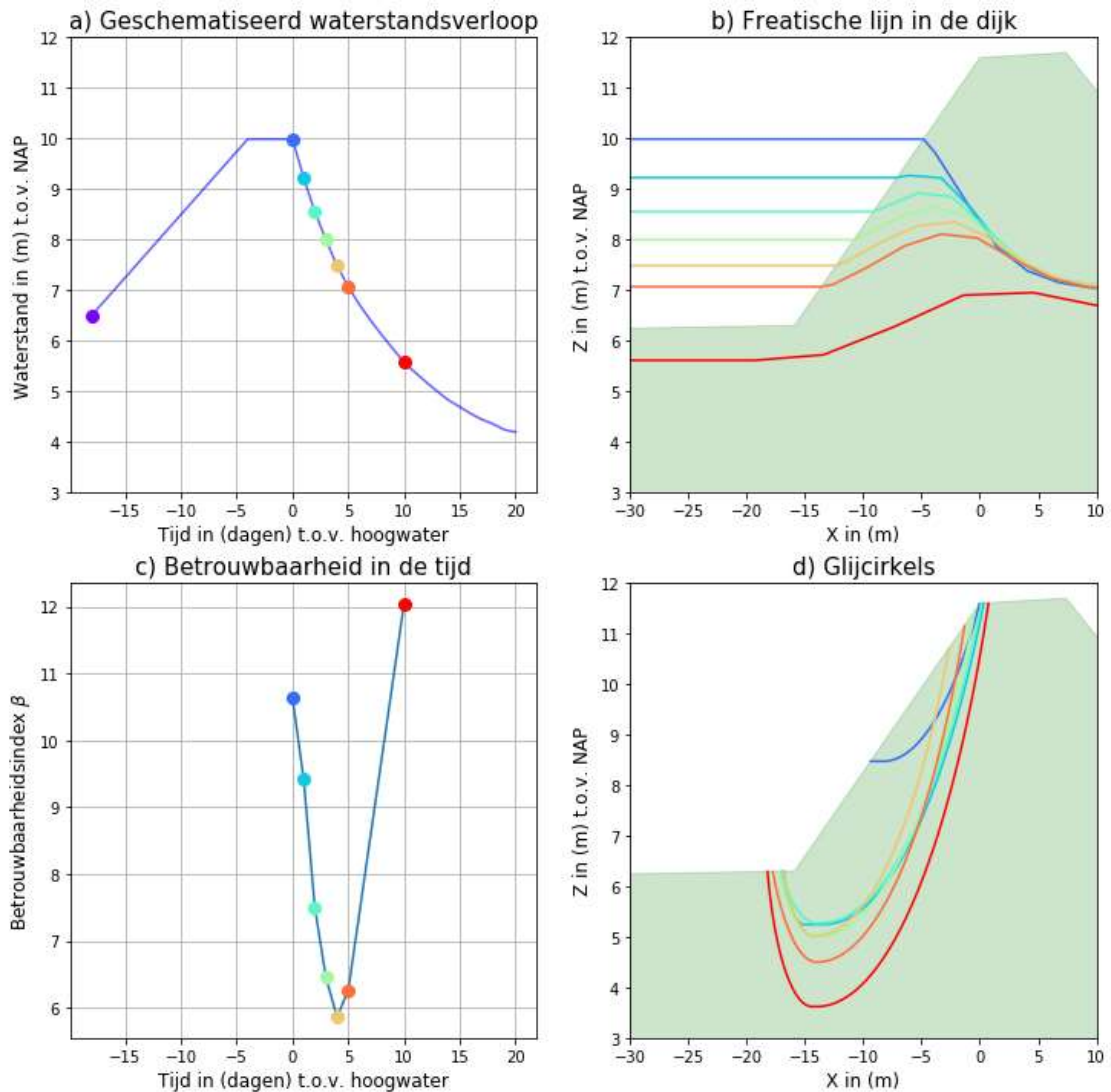 a) Geschematiseerd waterstandsverloop
12
11
10
9
8
7
6
5
4
3
Waterstand in (m) t.o.v. NAP
−15 −10 −5 0 5 10 15 20
Tijd in (dagen) t.o.v. hoogwater
b) Freatische lijn in de dijk
12
11
10
9
8
7
6
5
4
3
Z in (m) t.o.v. NAP
−30 −25 −20 −15 −10 −5 0 5 10
X in (m)
c) Betrouwbaarheid in de tijd
12
11
10
9
8
7
6
Betrouwbaarheidsindex β
−15 −10 −5 0 5 10 15 20
Tijd in (dagen) t.o.v. hoogwater
d) Glijcirkels
12
11
10
9
8
7
6
5
4
3
Z in (m) t.o.v. NAP
−30 −25 −20 −15 −10 −5 0 5 10
X in (m)